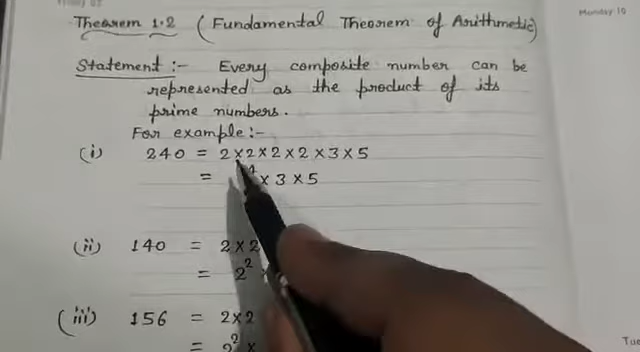 Monday 10
Theorem 1.2 ( Fundamental Theorem of Arithmetic)
Statement :- Every composite number can be
represented as the product of its
prime numbers.
For example :-
(i) 240 = 2×2×2×2×3×5
= × 3 × 5
(ii) 140 = 2×2
= 2²
(iii) 156 = 2×2
= 2² ×